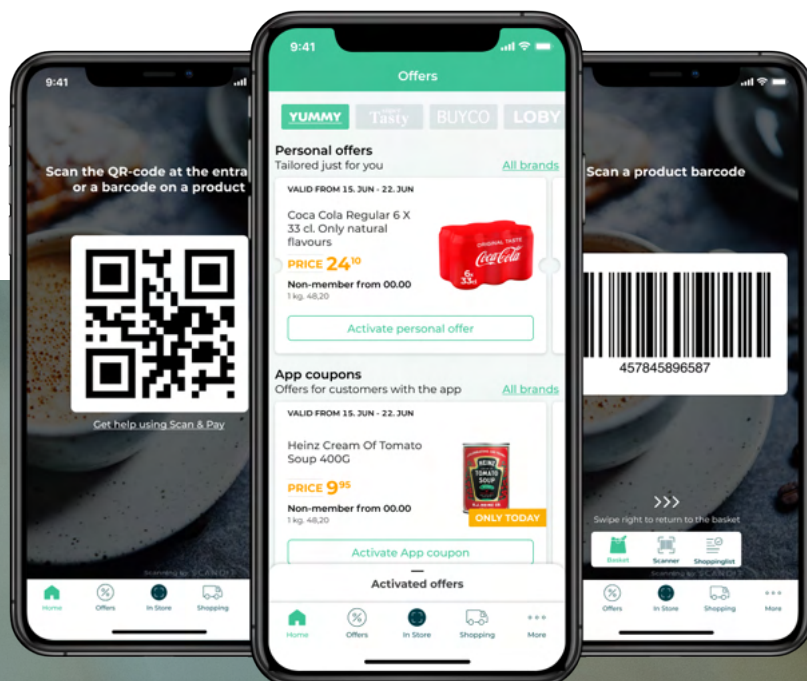 9:41
Scan the QR-code at the entra
or a barcode on a product
Get help using Scan & Pay
Home
Offers
In Store
Shopping
9:41
Offers
YUMMY
Tasty
BUYCO
LOBY
Personal offers
Tailored just for you
All brands
VALID FROM 15. JUN - 22. JUN
Coca Cola Regular 6 X
33 cl. Only natural
flavours
PRICE 24¹⁰
Non-member from 00.00
1 kg. 48,20
ORIGINAL TASTE
Coca-Cola
6x
33cl
Activate personal offer
App coupons
Offers for customers with the app
All brands
VALID FROM 15. JUN - 22. JUN
Heinz Cream Of Tomato
Soup 400G
PRICE 9⁹⁵
Non-member from 00.00
1 kg. 48,20
HEINZ
TOMATO
SOUP
ONLY TODAY
Activate App coupon
Activated offers
Home
Offers
In Store
Shopping
More
Scan a product barcode
457845896587
>>>
Swipe right to return to the basket
Basket
Scanner
Shoppinglist
Offers
In Store
Shopping
More